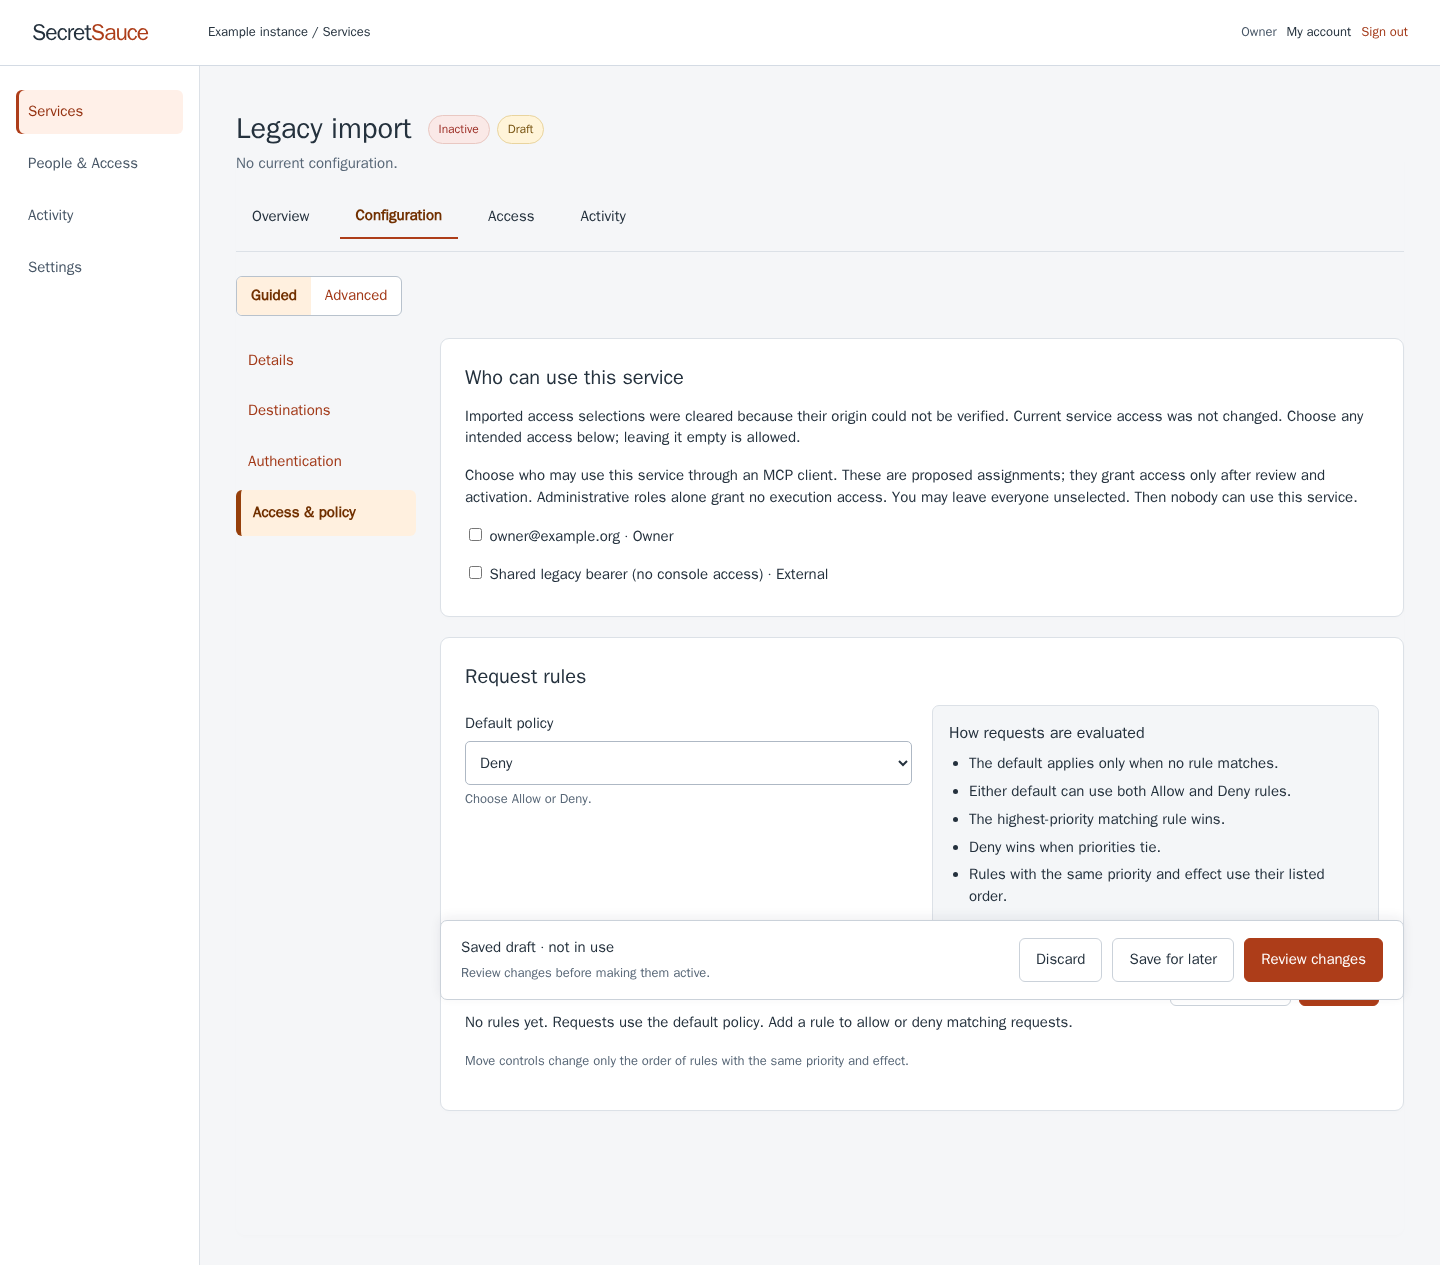 SecretSauce
Example instance / Services
Owner My account Sign out
Services
People & Access
Activity
Settings
Legacy import
Inactive
Draft
No current configuration.
Overview
Configuration
Access
Activity
Guided
Advanced
Details
Destinations
Authentication
Access & policy
Who can use this service
Imported access selections were cleared because their origin could not be verified. Current service access was not changed. Choose any
intended access below; leaving it empty is allowed.
Choose who may use this service through an MCP client. These are proposed assignments; they grant access only after review and
activation. Administrative roles alone grant no execution access. You may leave everyone unselected. Then nobody can use this service.
owner@example.org · Owner
Shared legacy bearer (no console access) · External
Request rules
Default policy
Deny
Choose Allow or Deny.
How requests are evaluated
• The default applies only when no rule matches.
• Either default can use both Allow and Deny rules.
• The highest-priority matching rule wins.
• Deny wins when priorities tie.
• Rules with the same priority and effect use their listed
order.
Saved draft · not in use
Review changes before making them active.
Discard
Save for later
Review changes
No rules yet. Requests use the default policy. Add a rule to allow or deny matching requests.
Move controls change only the order of rules with the same priority and effect.